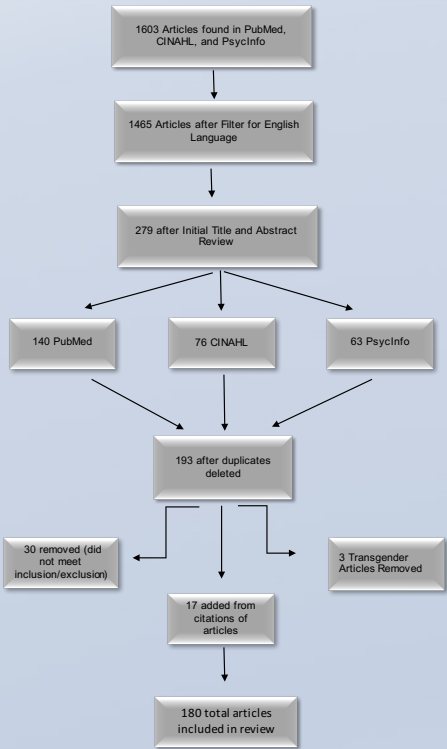 1603 Articles found in PubMed,
CINAHL, and PsycInfo
1465 Articles after Filter for English
Language
279 after Initial Title and Abstract
Review
140 PubMed
76 CINAHL
63 PsycInfo
193 after duplicates
deleted
30 removed (did
not meet
inclusion/exclusion)
3 Transgender
Articles Removed
17 added from
citations of
articles
180 total articles
included in review